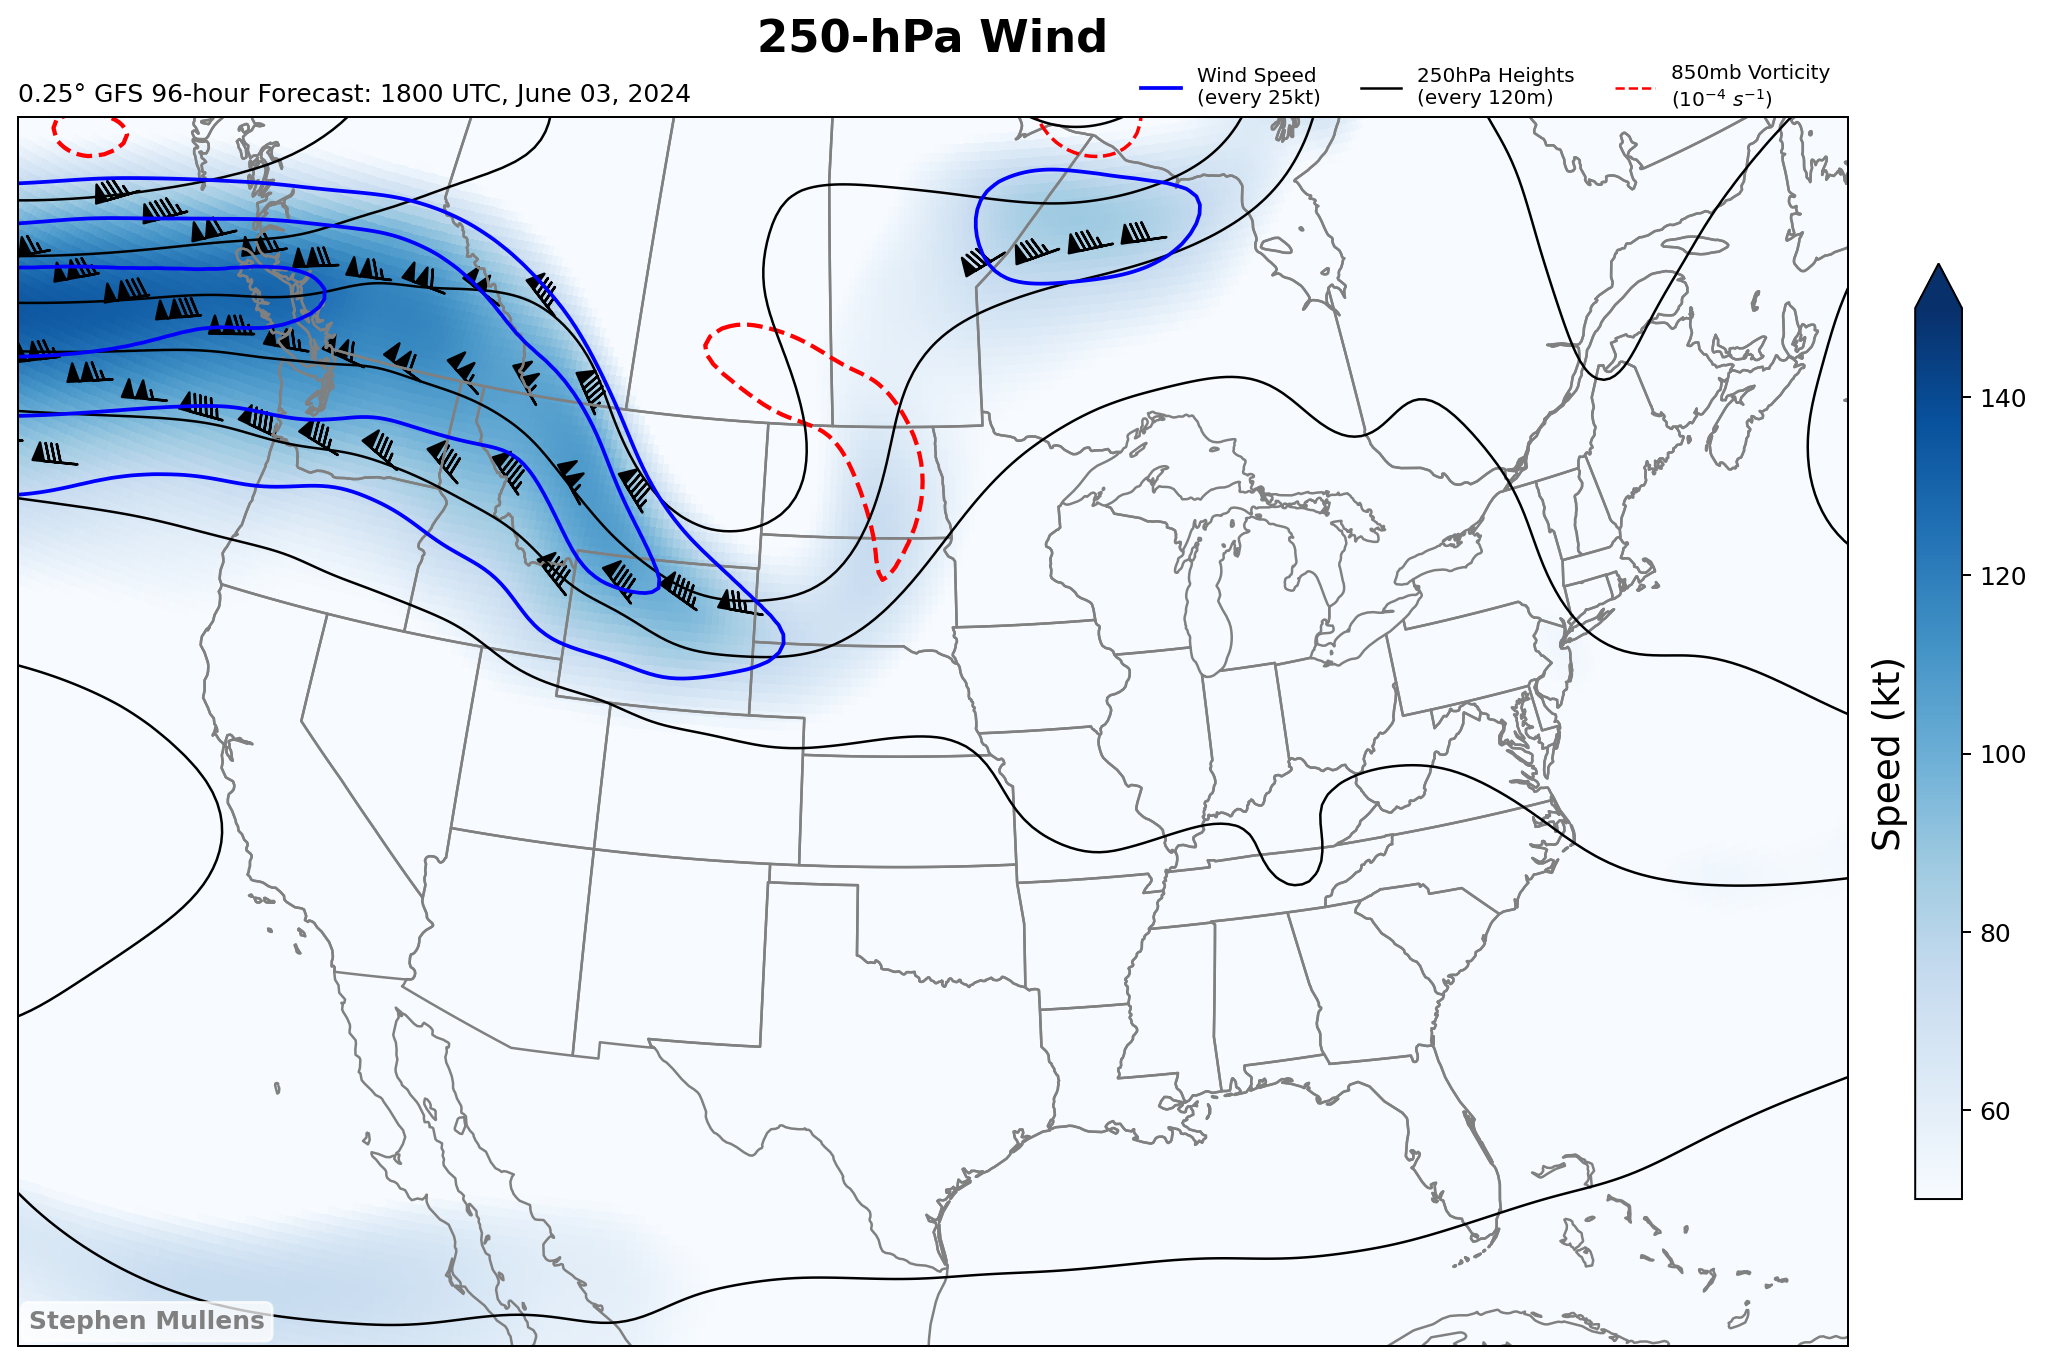 250-hPa Wind
0.25° GFS 96-hour Forecast: 1800 UTC, June 03, 2024
Wind Speed
(every 25kt)
250hPa Heights
(every 120m)
850mb Vorticity
(10⁻⁴ s⁻¹)
140
120
100
80
60
Speed (kt)
Stephen Mullens